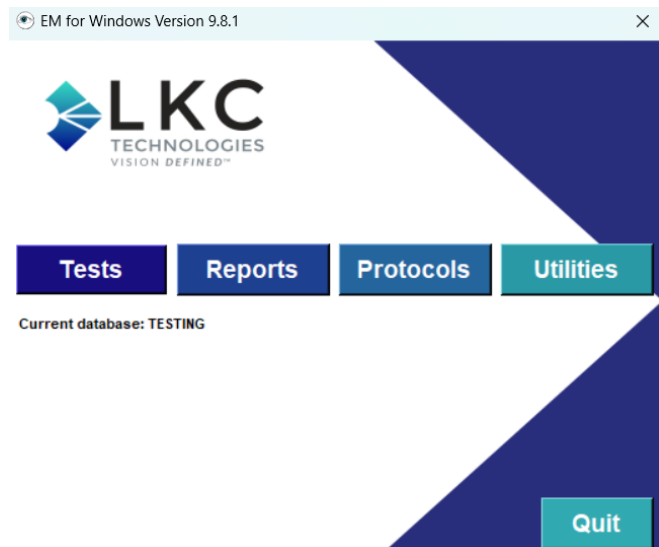 EM for Windows Version 9.8.1
LKC
TECHNOLOGIES
VISION DEFINED™
Tests Reports Protocols Utilities
Current database: TESTING
Quit